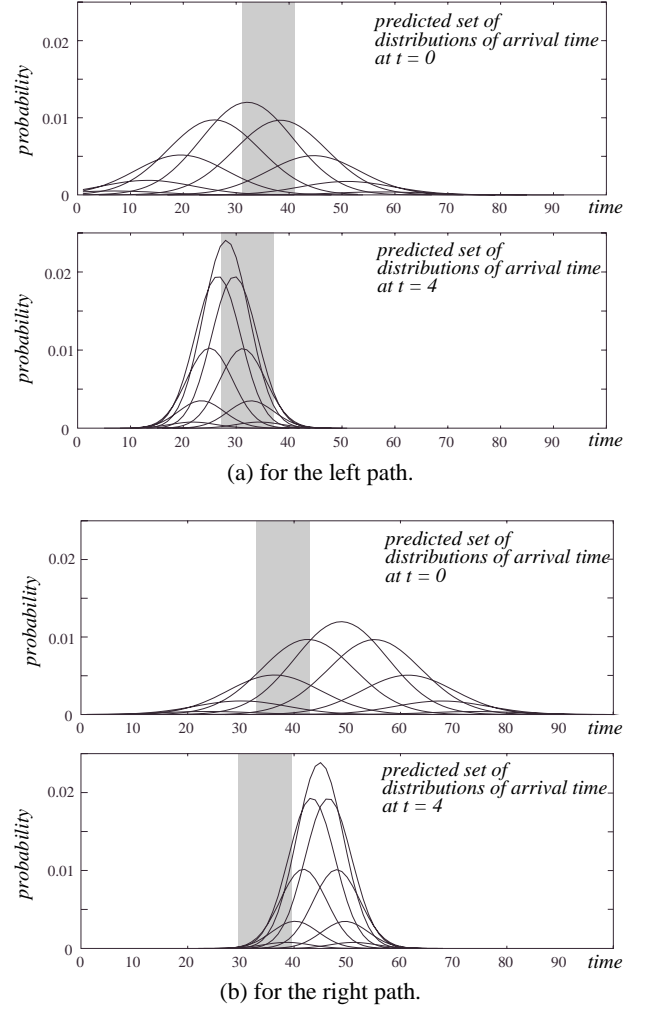 predicted set of
distributions of arrival time
at t = 0
probability
0.02
0.01
0
0 10 20 30 40 50 60 70 80 90 time
predicted set of
distributions of arrival time
at t = 4
probability
0.02
0.01
0
0 10 20 30 40 50 60 70 80 90 time
(a) for the left path.
predicted set of
distributions of arrival time
at t = 0
probability
0.02
0.01
0
0 10 20 30 40 50 60 70 80 90 time
predicted set of
distributions of arrival time
at t = 4
probability
0.02
0.01
0
0 10 20 30 40 50 60 70 80 90 time
(b) for the right path.